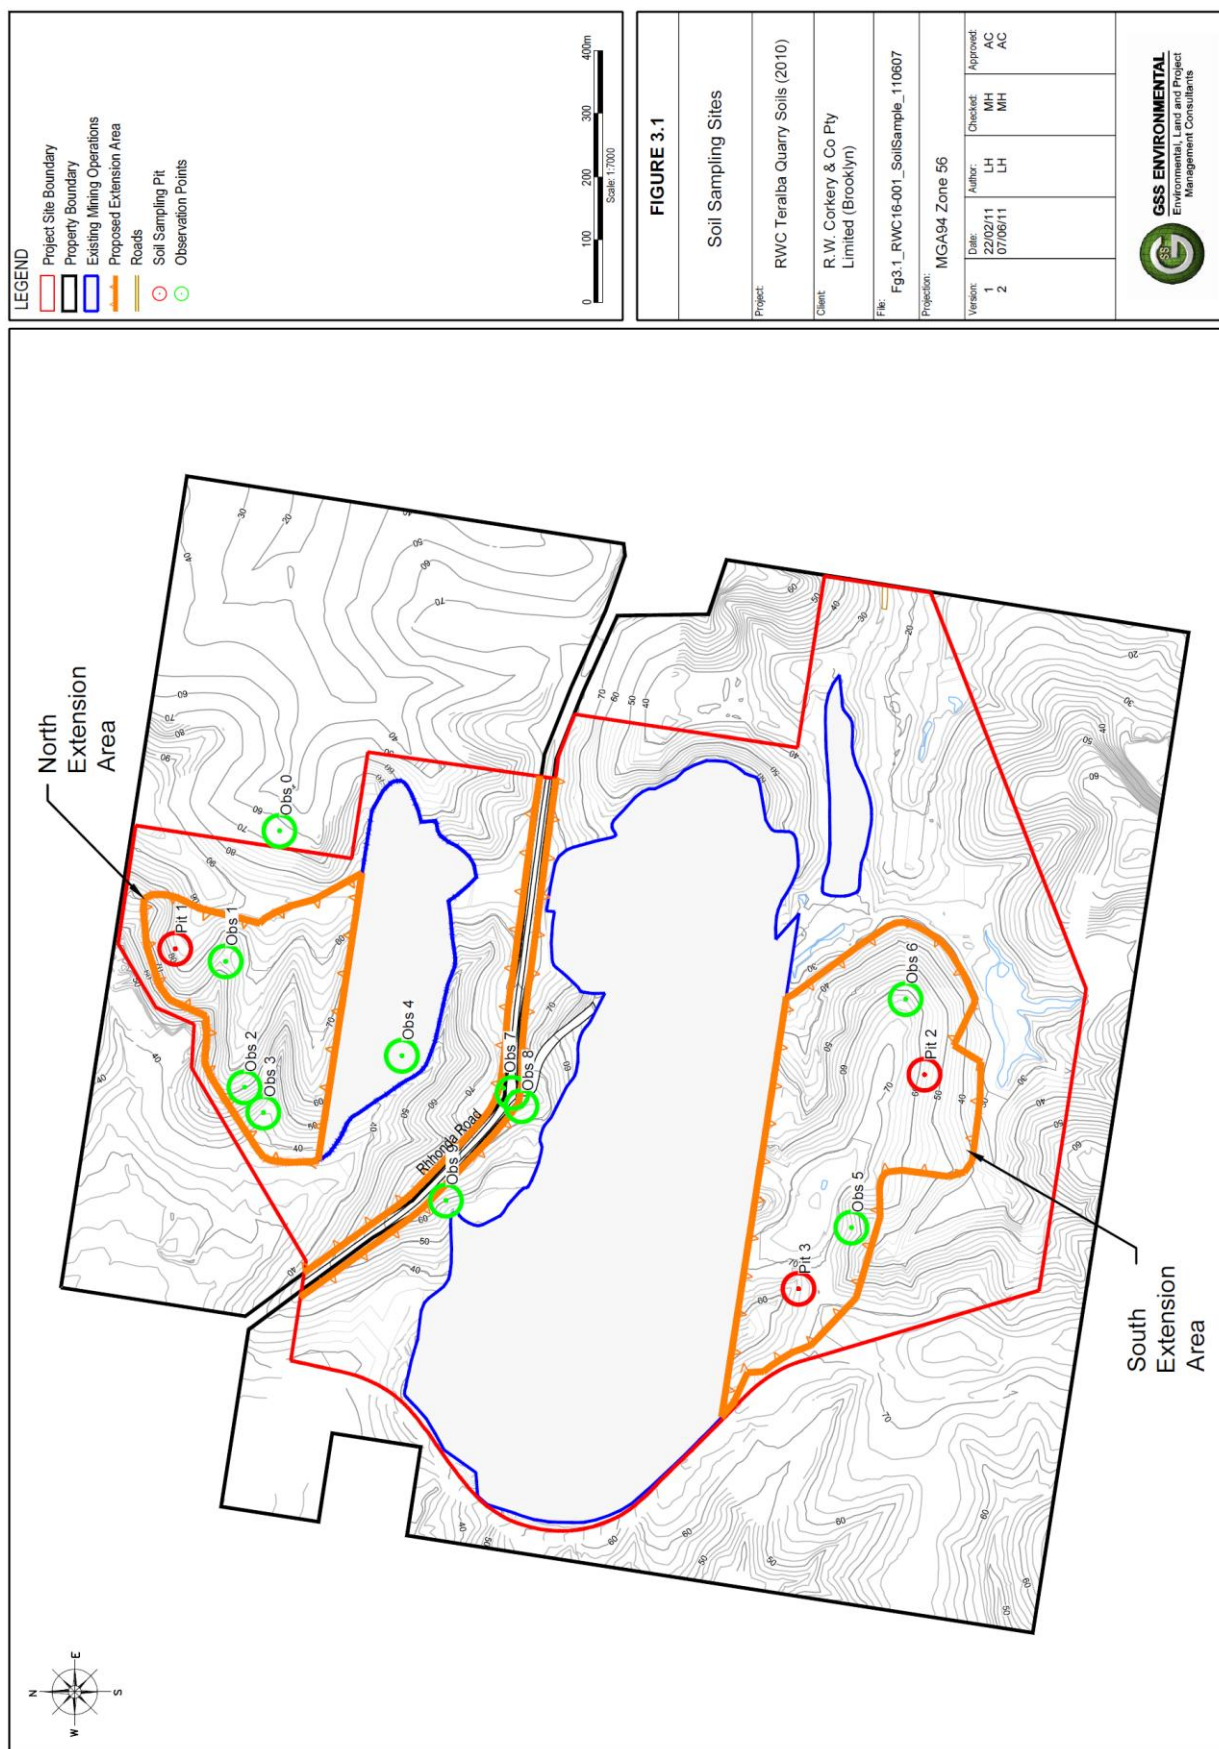 LEGEND
Project Site Boundary
Property Boundary
Existing Mining Operations
Proposed Extension Area
Roads
Soil Sampling Pit
Observation Points
0 100 200 300 400m
Scale: 1:7000
FIGURE 3.1
Soil Sampling Sites
Project:
RWC Teralba Quarry Soils (2010)
Client:
R.W. Corkery & Co Pty
Limited (Brooklyn)
File:
Fg3.1_RWC16-001_SoilSample_110607
Projection:
MGA94 Zone 56
Version: Date: Author: Checked: Approved:
1 22/02/11 LH MH AC
2 07/06/11 LH MH AC
GSS
GSS ENVIRONMENTAL
Environmental, Land and Project
Management Consultants
N
W E
S
North
Extension
Area
Pit 1
Obs 0
Obs 1
Obs 2
Obs 3
Obs 4
Obs 7
Obs 8
Obs 9
Rhhonda Road
Obs 6
Pit 2
Obs 5
Pit 3
South
Extension
Area